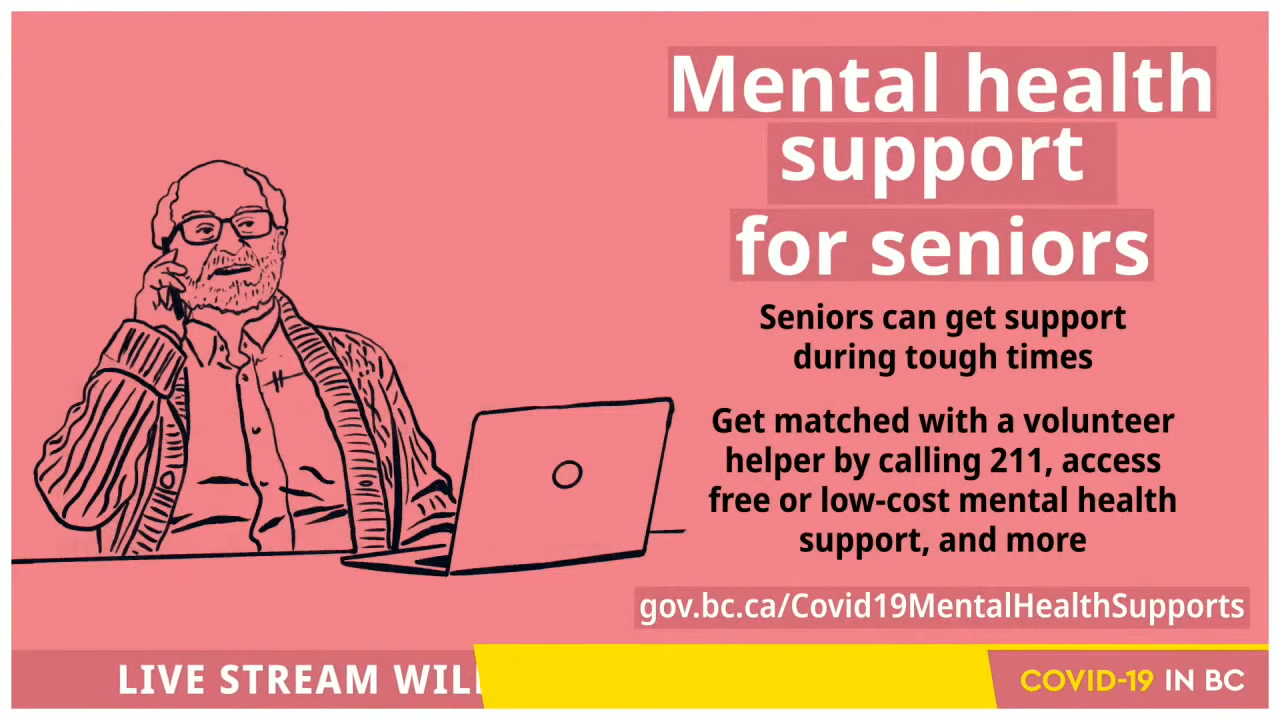 Mental health
support
for seniors
Seniors can get support
during tough times
Get matched with a volunteer
helper by calling 211, access
free or low-cost mental health
support, and more
gov.bc.ca/Covid19MentalHealthSupports
LIVE STREAM WILL
COVID-19 IN BC